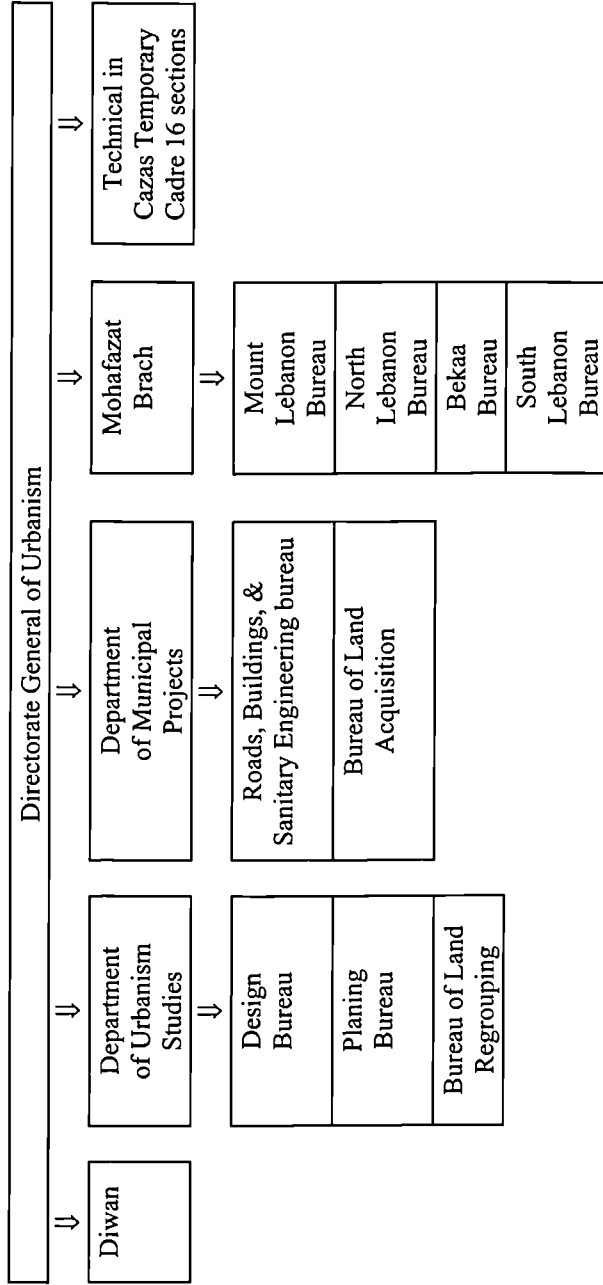 Directorate General of Urbanism
Diwan
Department
of Urbanism
Studies
Design
Bureau
Planing
Bureau
Bureau of Land
Regrouping
Department
of Municipal
Projects
Roads, Buildings, &
Sanitary Engineering bureau
Bureau of Land
Acquisition
Mohafazat
Brach
Mount
Lebanon
Bureau
North
Lebanon
Bureau
Bekaa
Bureau
South
Lebanon
Bureau
Technical in
Cazas Temporary
Cadre 16 sections